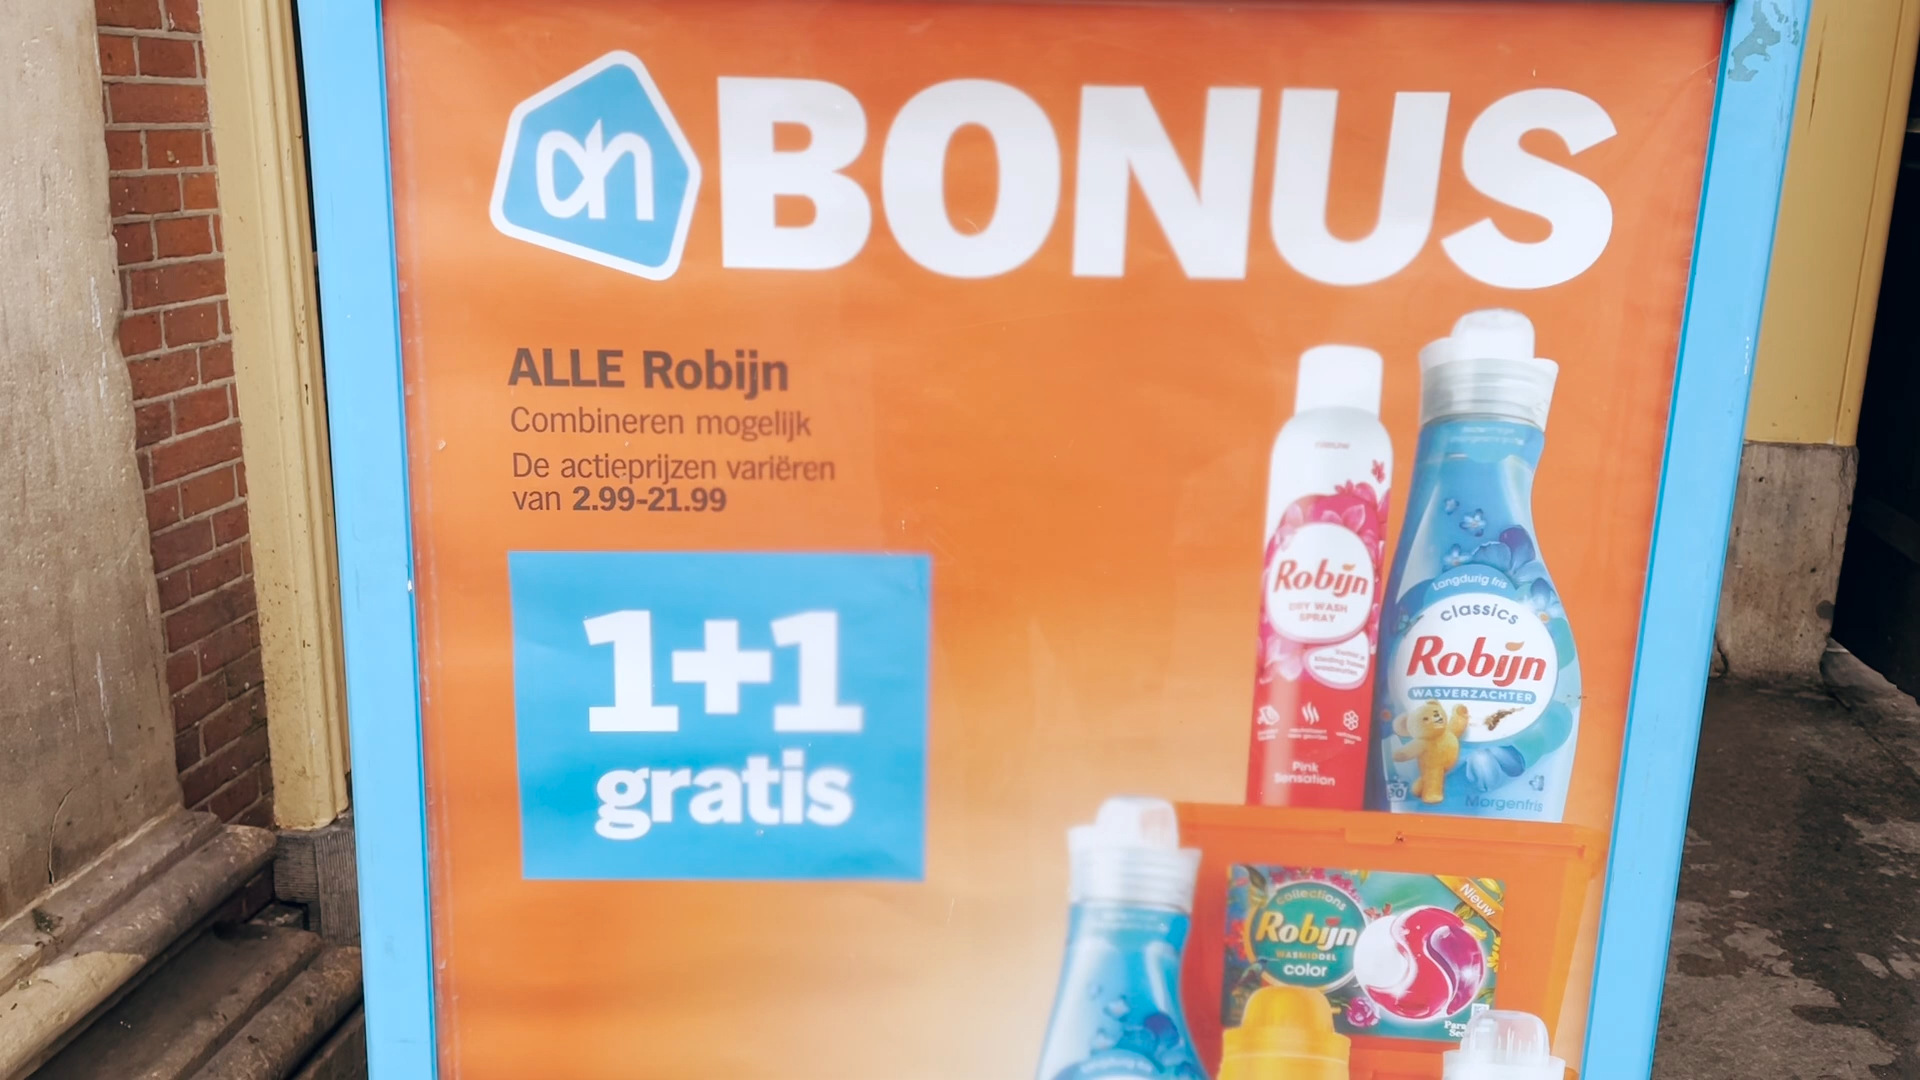 ah BONUS
ALLE Robijn
Combineren mogelijk
De actieprijzen variëren
van 2.99-21.99
1+1
gratis
Robijn
DRY WASH
SPRAY
Pink
Sensation
Langdurig fris
classics
Robijn
WASVERZACHTER
Morgenfris
collections
Robijn
WASMIDDEL
color
Nieuw